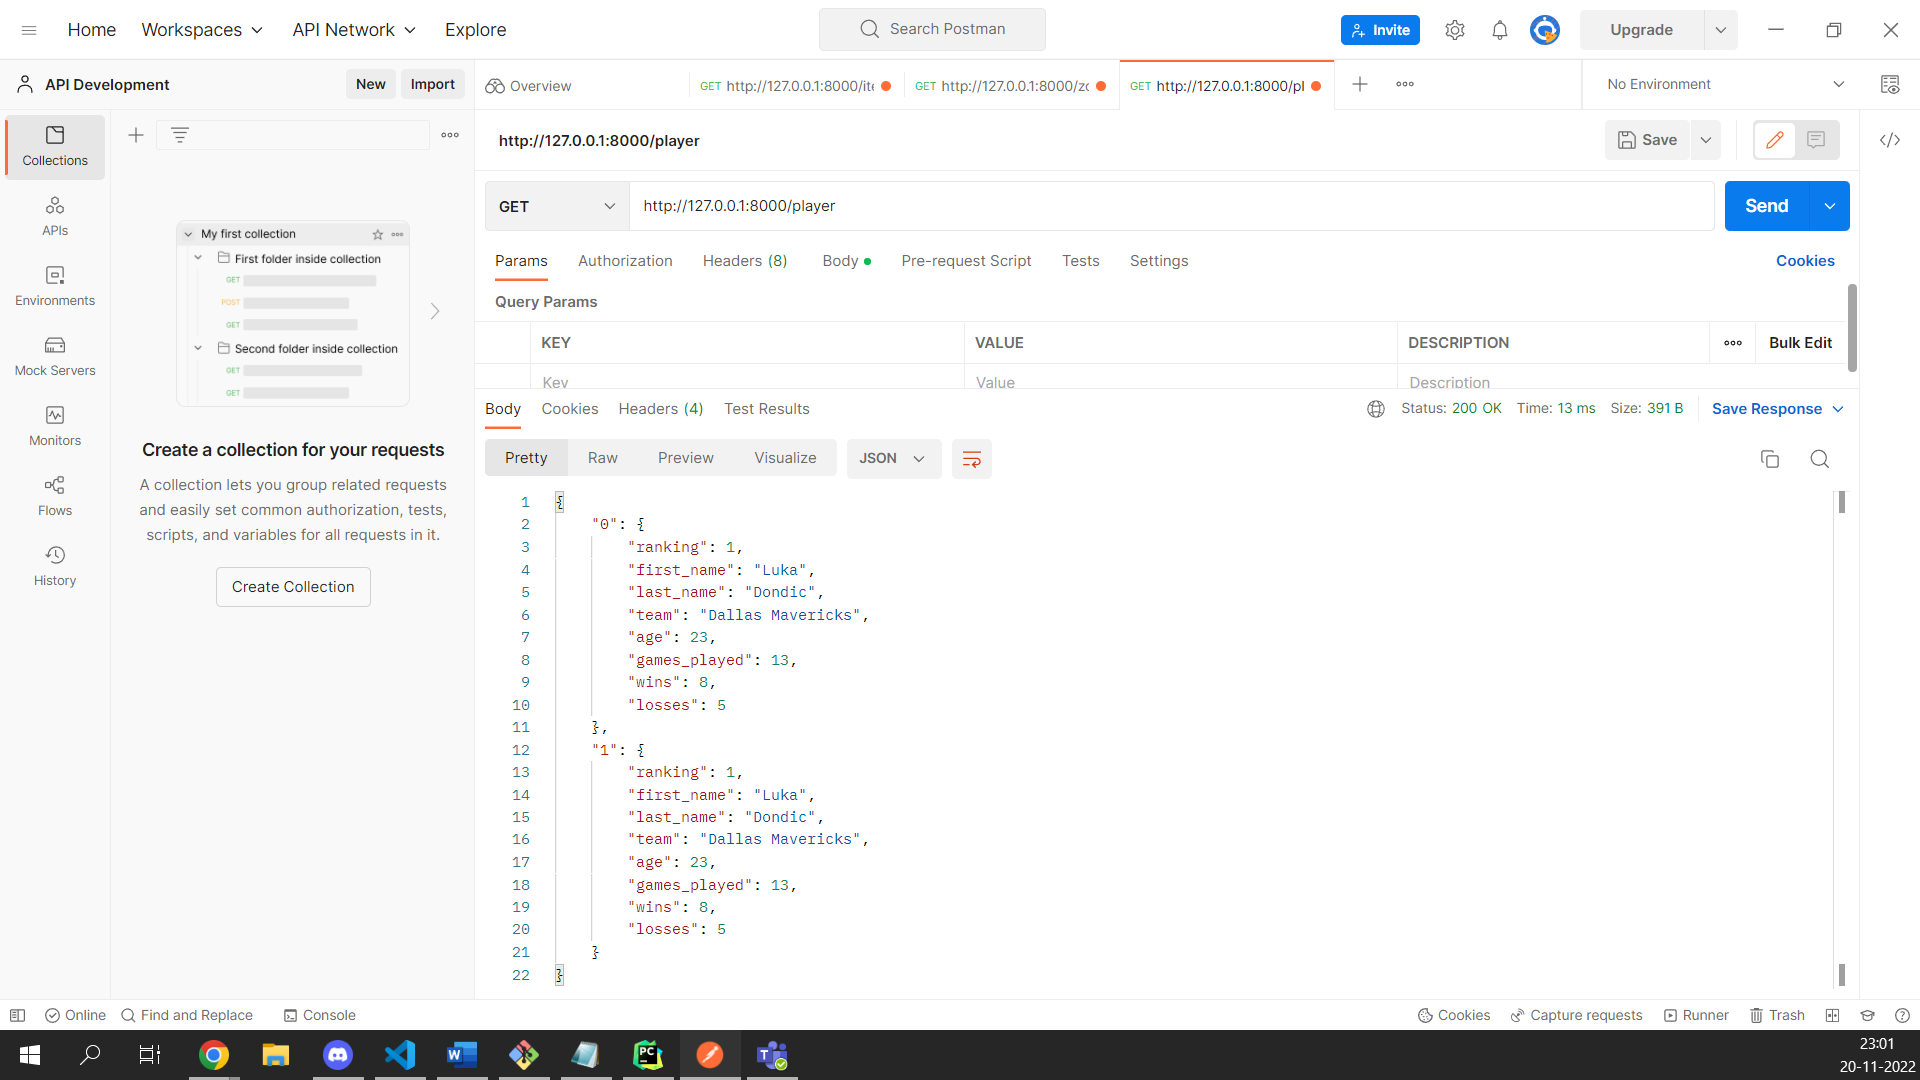 Home
Workspaces
API Network
Explore
Search Postman
Invite
Upgrade
API Development
New
Import
Overview
GET http://127.0.0.1:8000/ite
GET http://127.0.0.1:8000/zo
GET http://127.0.0.1:8000/pl
No Environment
Collections
APIs
Environments
Mock Servers
Monitors
Flows
History
My first collection
First folder inside collection
GET
POST
GET
Second folder inside collection
GET
GET
Create a collection for your requests
A collection lets you group related requests
and easily set common authorization, tests,
scripts, and variables for all requests in it.
Create Collection
http://127.0.0.1:8000/player
Save
GET
http://127.0.0.1:8000/player
Send
Params
Authorization
Headers (8)
Body
Pre-request Script
Tests
Settings
Cookies
Query Params
KEY
VALUE
DESCRIPTION
Bulk Edit
Key
Value
Description
Body
Cookies
Headers (4)
Test Results
Status: 200 OK
Time: 13 ms
Size: 391 B
Save Response
Pretty
Raw
Preview
Visualize
JSON
1 {
2 "0": {
3 "ranking": 1,
4 "first_name": "Luka",
5 "last_name": "Dondic",
6 "team": "Dallas Mavericks",
7 "age": 23,
8 "games_played": 13,
9 "wins": 8,
10 "losses": 5
11 },
12 "1": {
13 "ranking": 1,
14 "first_name": "Luka",
15 "last_name": "Dondic",
16 "team": "Dallas Mavericks",
17 "age": 23,
18 "games_played": 13,
19 "wins": 8,
20 "losses": 5
21 }
22 }
Online
Find and Replace
Console
Cookies
Capture requests
Runner
Trash
23:01
20-11-2022